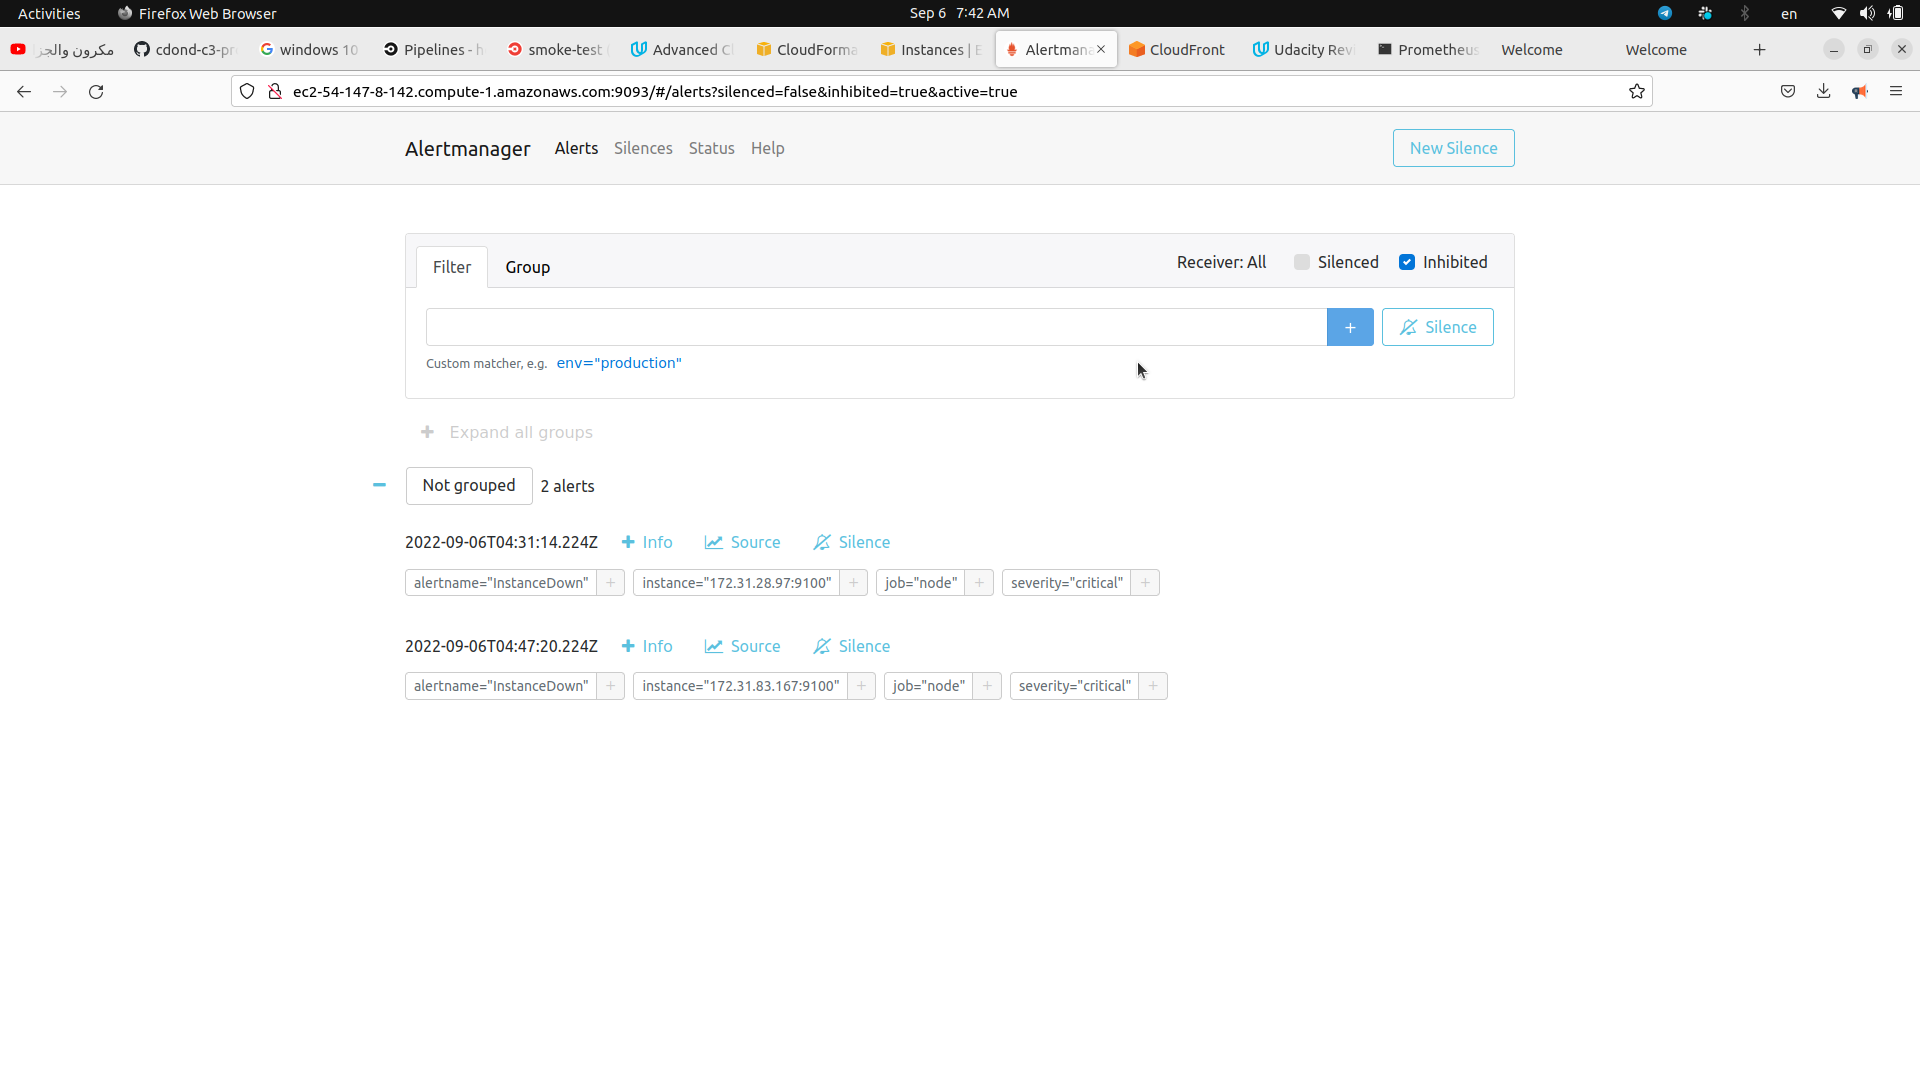 Activities Firefox Web Browser Sep 6 7:42 AM en
مكرون والجزا cdond-c3-pr windows 10 Pipelines - h smoke-test Advanced Cl CloudForma Instances | E Alertmana CloudFront Udacity Revi Prometheus Welcome Welcome
ec2-54-147-8-142.compute-1.amazonaws.com:9093/#/alerts?silenced=false&inhibited=true&active=true
Alertmanager Alerts Silences Status Help New Silence
Filter Group Receiver: All Silenced Inhibited
+ Silence
Custom matcher, e.g. env="production"
+ Expand all groups
− Not grouped 2 alerts
2022-09-06T04:31:14.224Z + Info Source Silence
alertname="InstanceDown" + instance="172.31.28.97:9100" + job="node" + severity="critical" +
2022-09-06T04:47:20.224Z + Info Source Silence
alertname="InstanceDown" + instance="172.31.83.167:9100" + job="node" + severity="critical" +